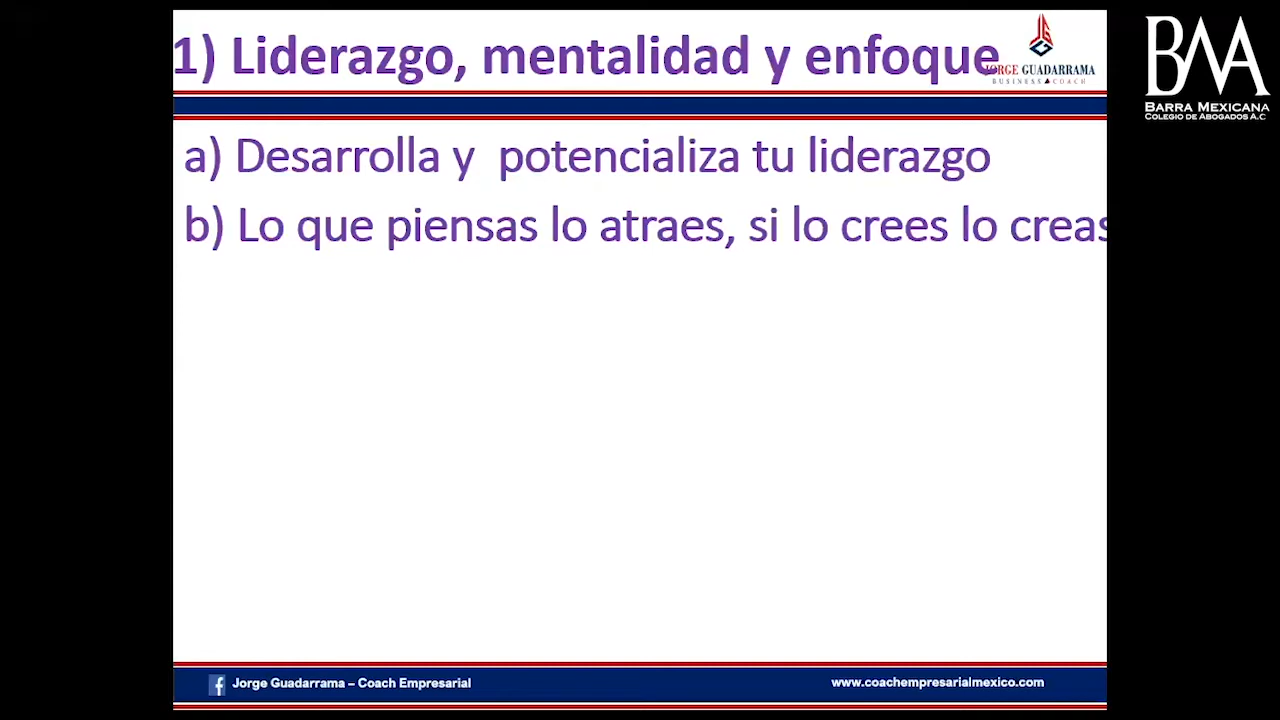 1) Liderazgo, mentalidad y enfoque
JORGE GUADARRAMA
BUSINESS COACH
BMA
BARRA MEXICANA
COLEGIO DE ABOGADOS A.C
a) Desarrolla y potencializa tu liderazgo
b) Lo que piensas lo atraes, si lo crees lo creas
Jorge Guadarrama – Coach Empresarial
www.coachempresarialmexico.com